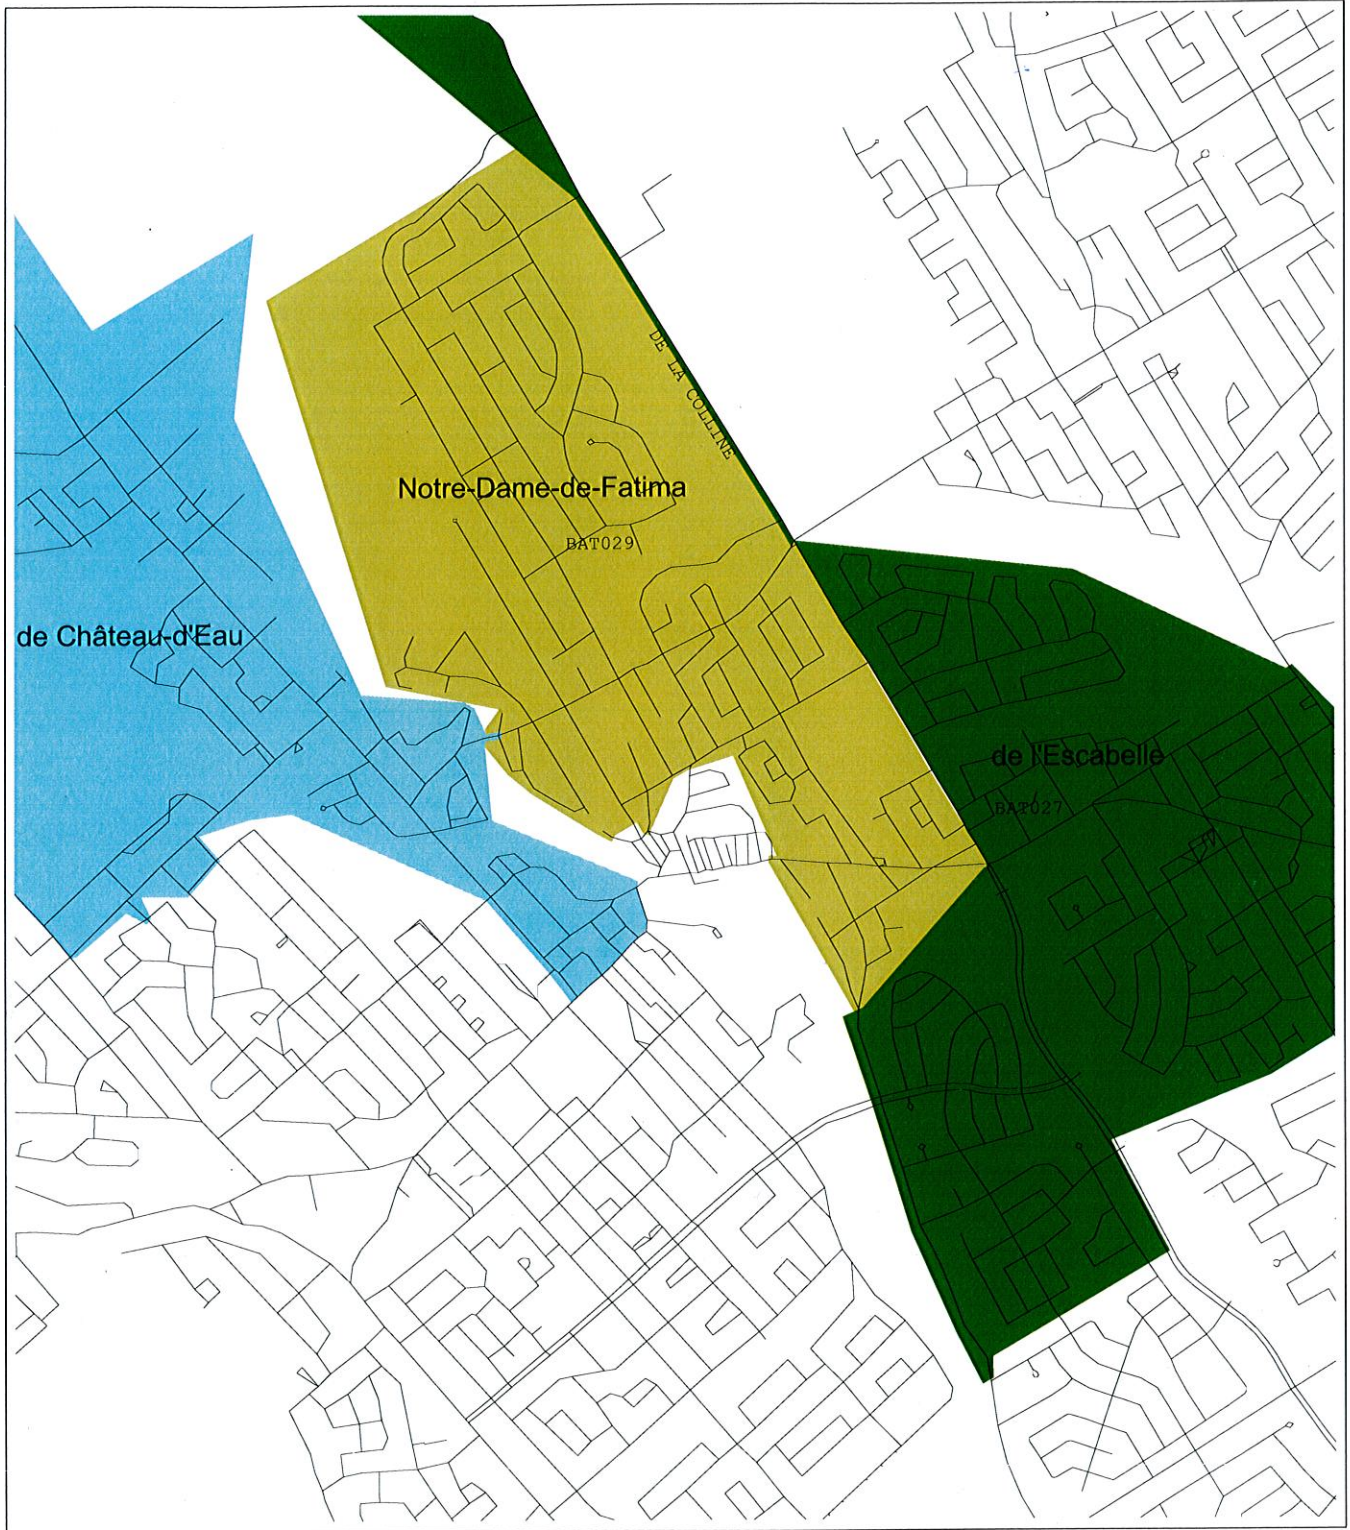 DE LA COLLINE
Notre-Dame-de-Fatima
BAT029
de Château-d'Eau
de l'Escabelle
BAT027